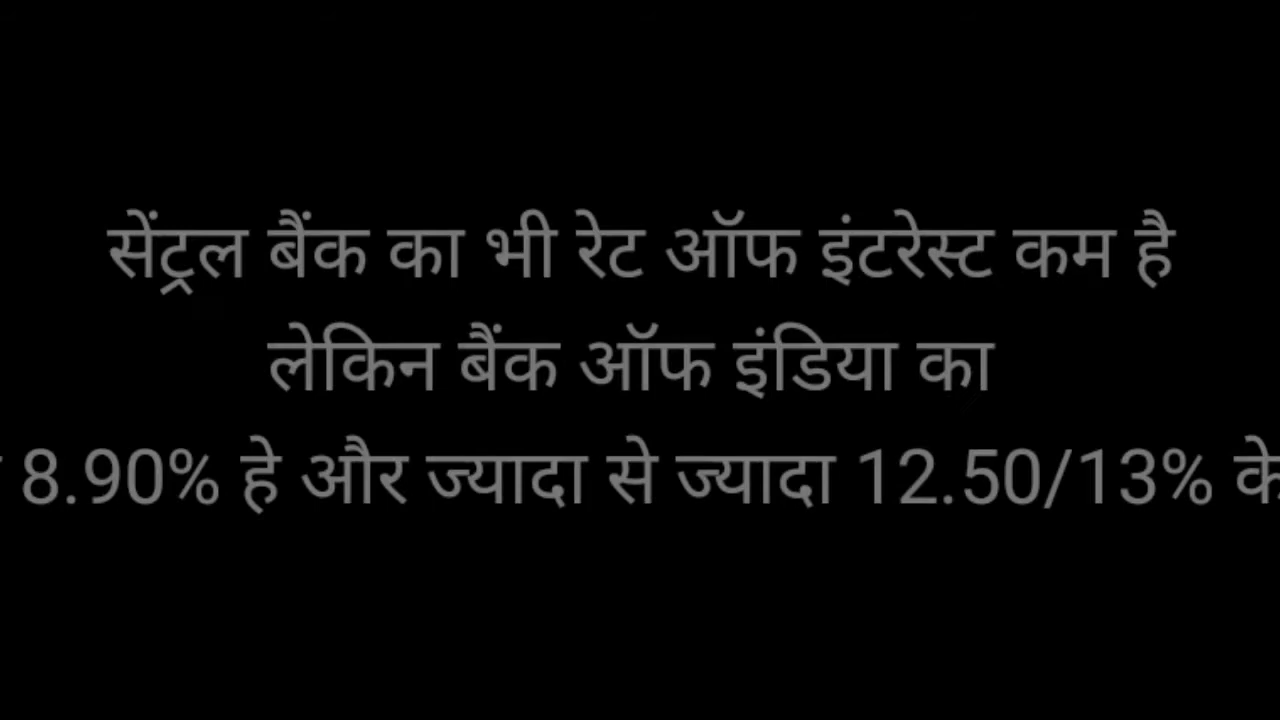 सेंट्रल बैंक का भी रेट ऑफ इंटरेस्ट कम है
लेकिन बैंक ऑफ इंडिया का
8.90% हे और ज्यादा से ज्यादा 12.50/13% के